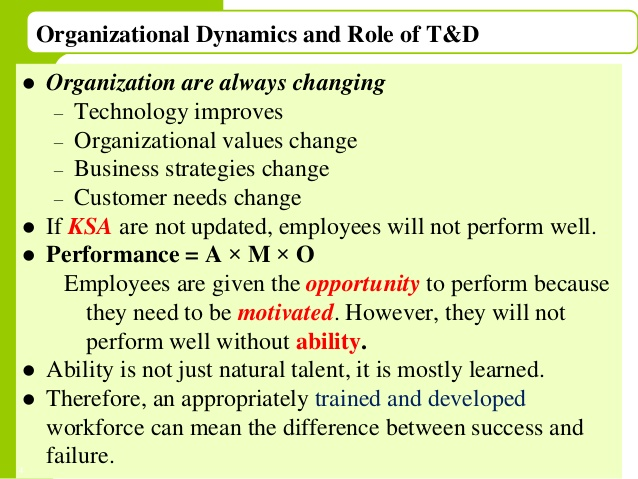 Organizational Dynamics and Role of T&D
● Organization are always changing
– Technology improves
– Organizational values change
– Business strategies change
– Customer needs change
● If KSA are not updated, employees will not perform well.
● Performance = A × M × O
Employees are given the opportunity to perform because
they need to be motivated. However, they will not
perform well without ability.
● Ability is not just natural talent, it is mostly learned.
● Therefore, an appropriately trained and developed
workforce can mean the difference between success and
failure.